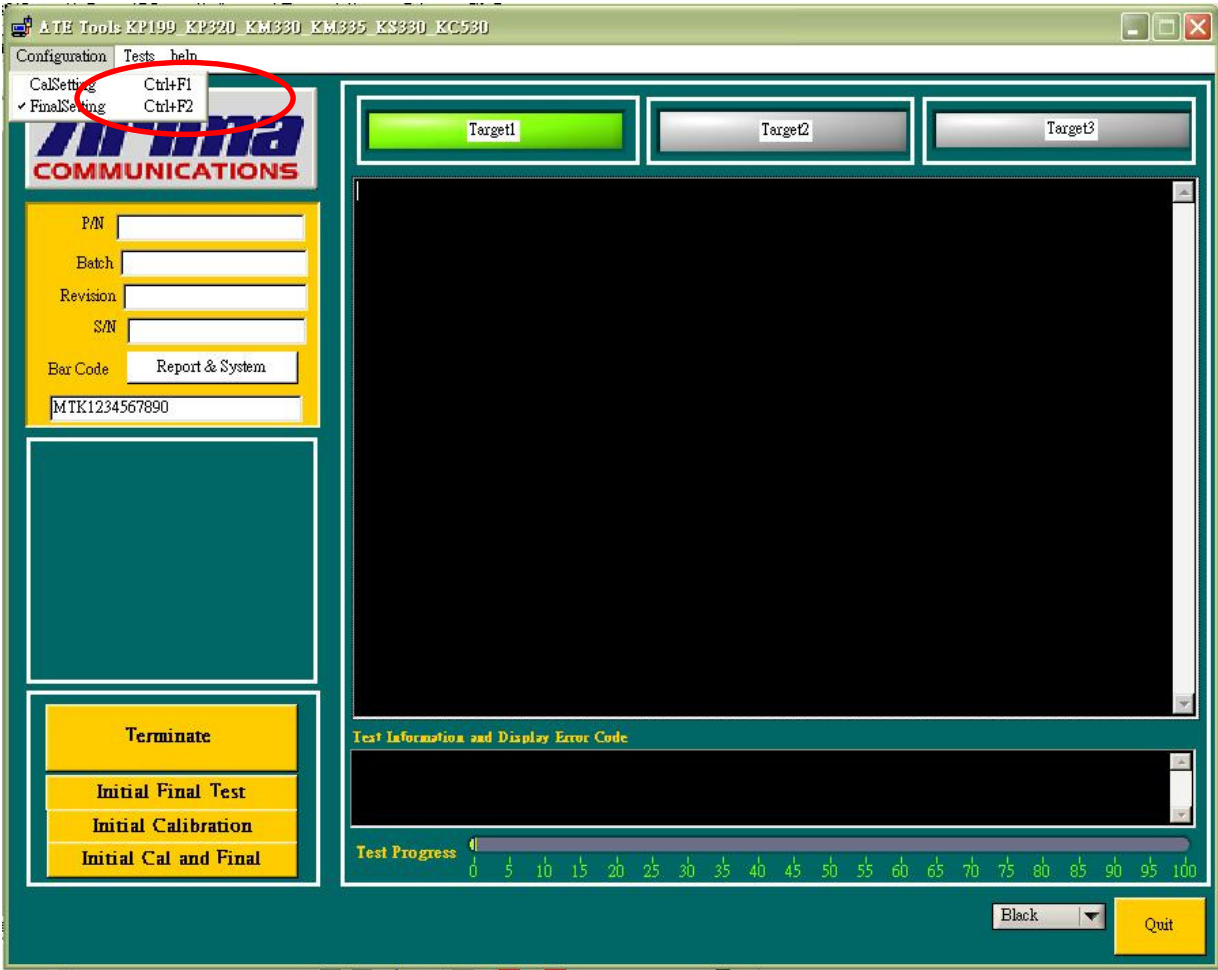 ATE Tools KP199_KP320_KM330_KM335_KS330_KC530
Configuration Tests help
CalSetting Ctrl+F1
✓ FinalSetting Ctrl+F2
COMMUNICATIONS
Target1 Target2 Target3
P/N
Batch
Revision
S/N
Bar Code Report & System
MTK1234567890
Terminate
Initial Final Test
Initial Calibration
Initial Cal and Final
Test Information and Display Error Code
Test Progress
0 5 10 15 20 25 30 35 40 45 50 55 60 65 70 75 80 85 90 95 100
Black
Quit